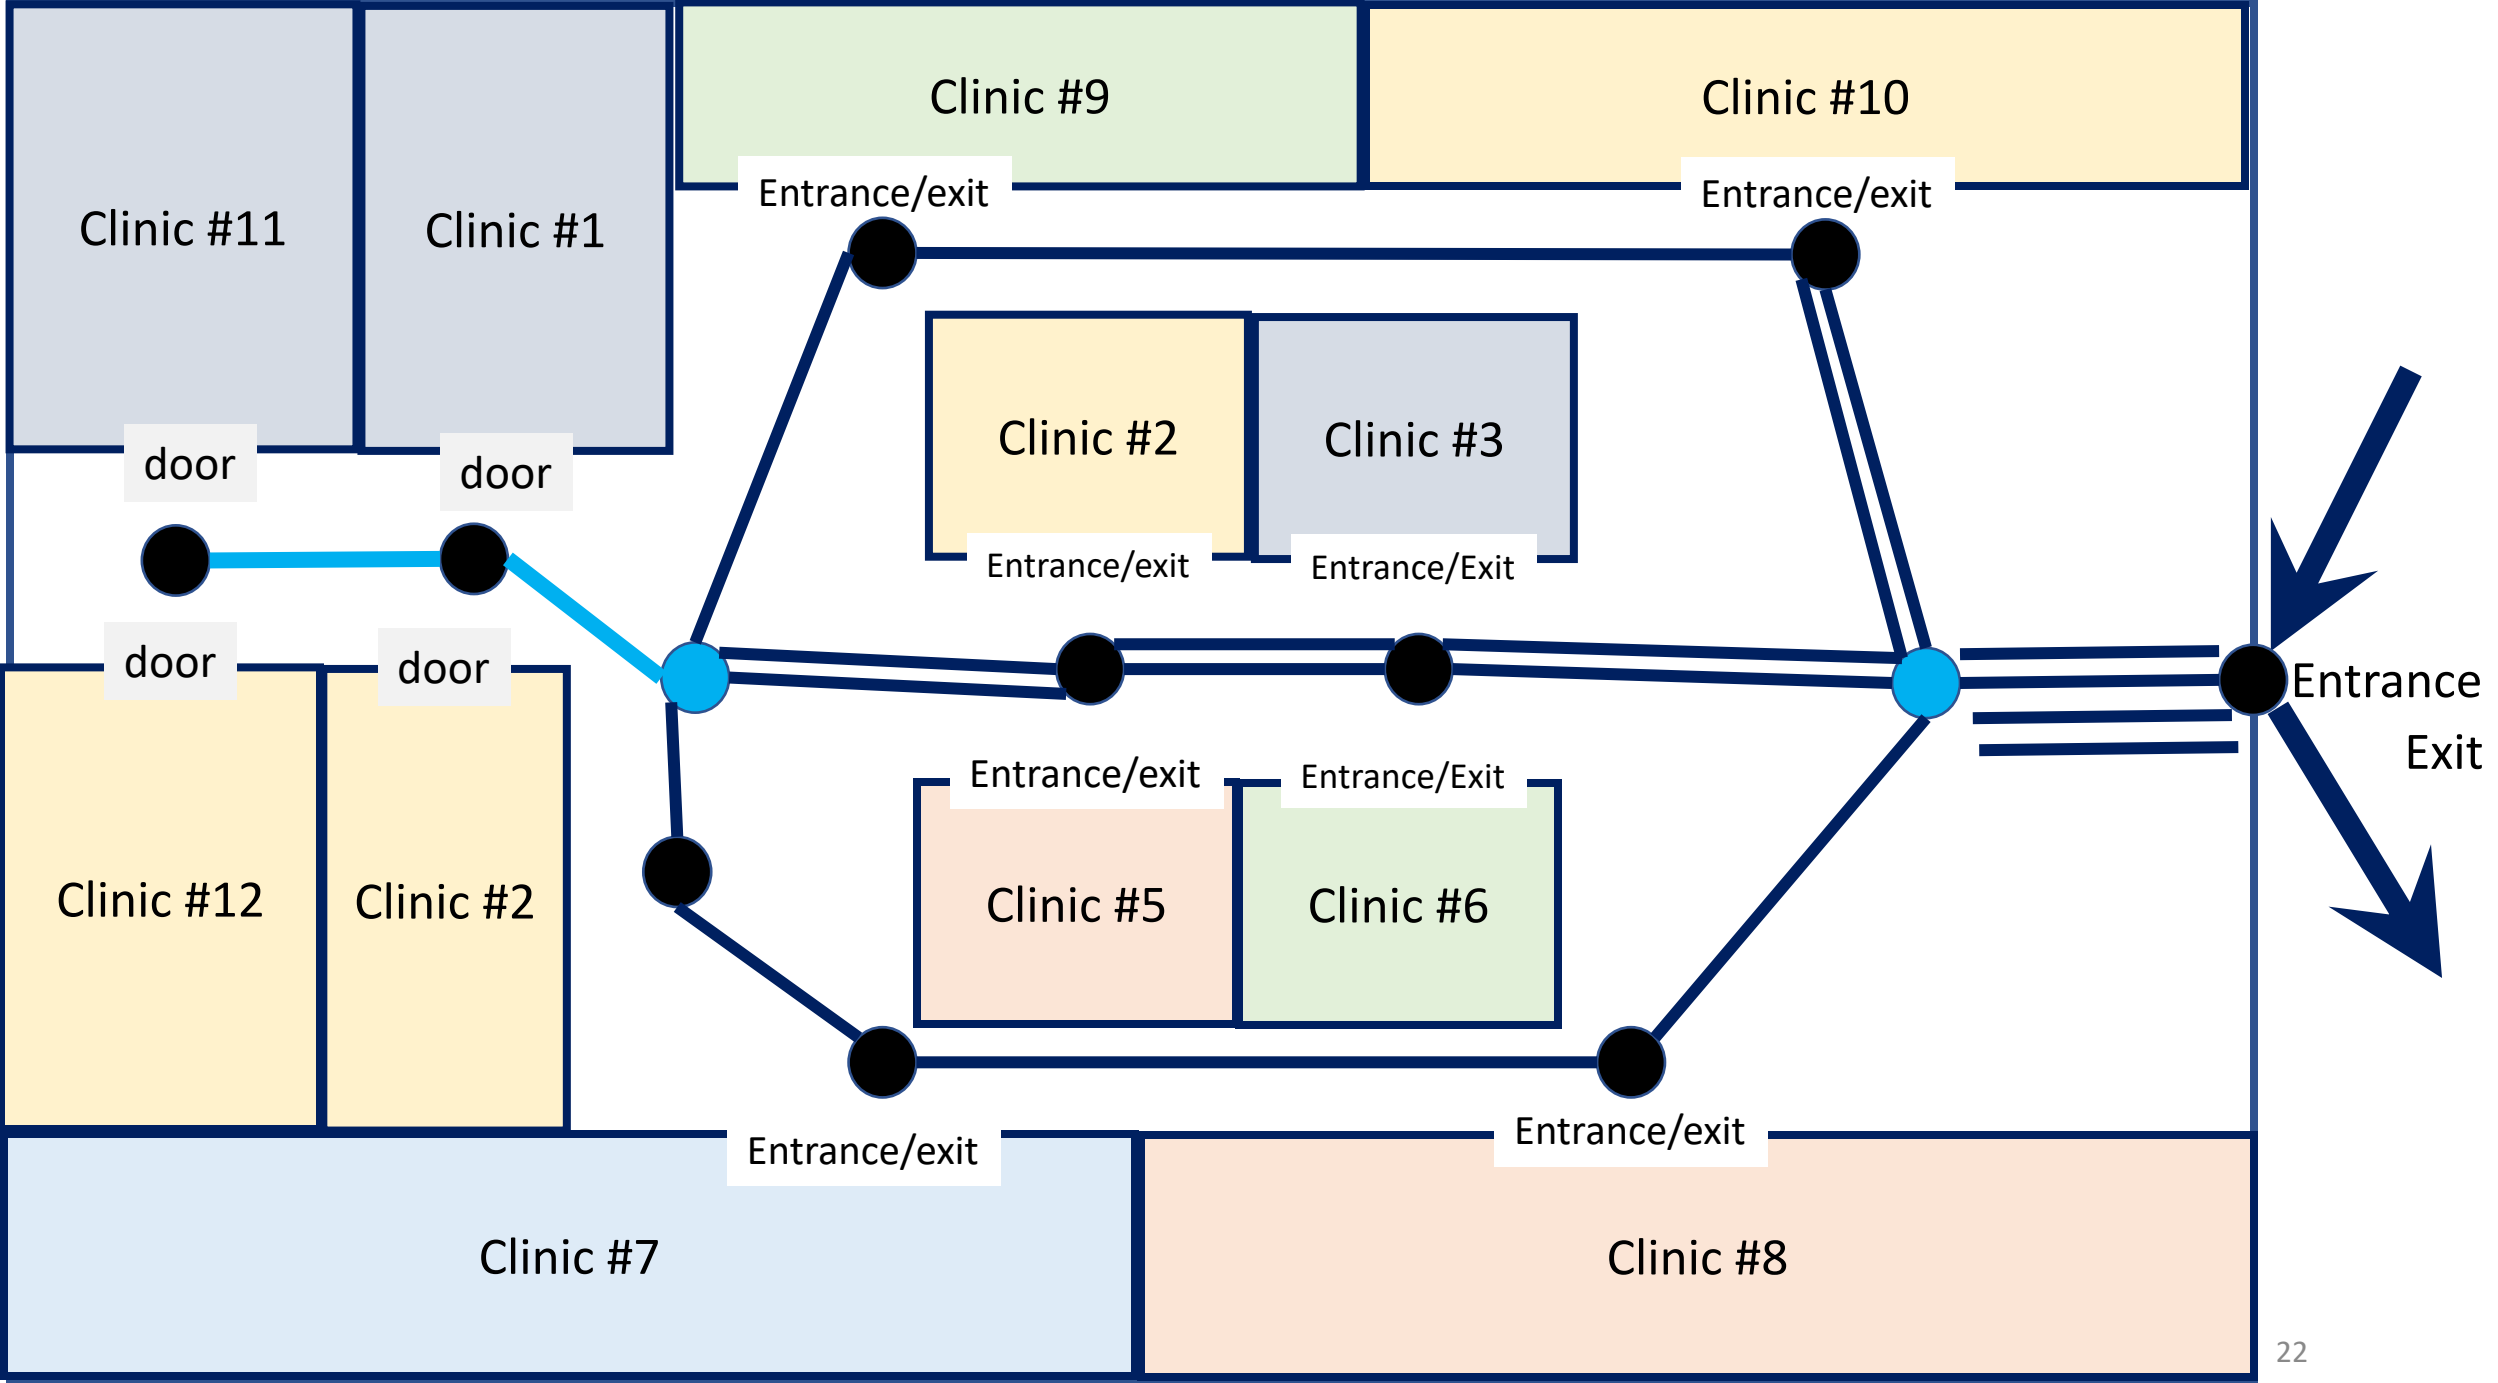 Clinic #11
Clinic #1
Clinic #9
Clinic #10
Entrance/exit
Entrance/exit
Clinic #2
Clinic #3
door
door
Entrance/exit
Entrance/Exit
door
door
Entrance
Exit
Entrance/exit
Entrance/Exit
Clinic #12
Clinic #2
Clinic #5
Clinic #6
Entrance/exit
Entrance/exit
Clinic #7
Clinic #8
22